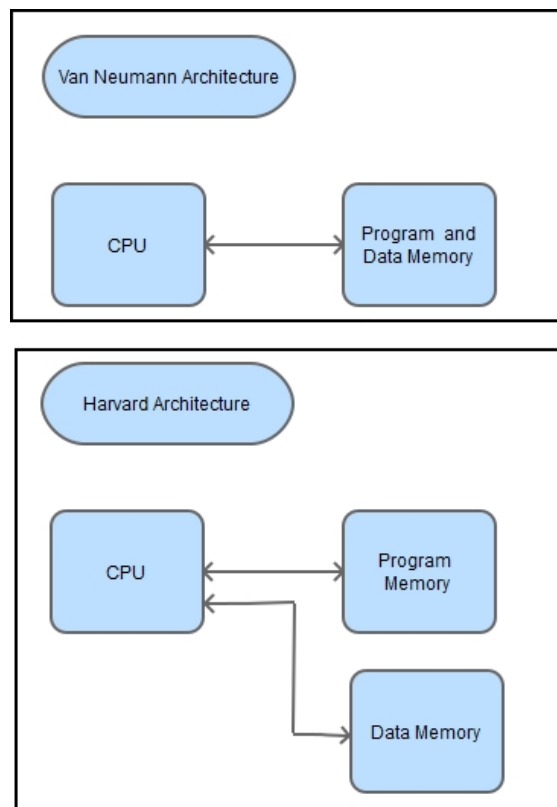 Van Neumann Architecture
CPU
Program and
Data Memory
Harvard Architecture
CPU
Program
Memory
Data Memory